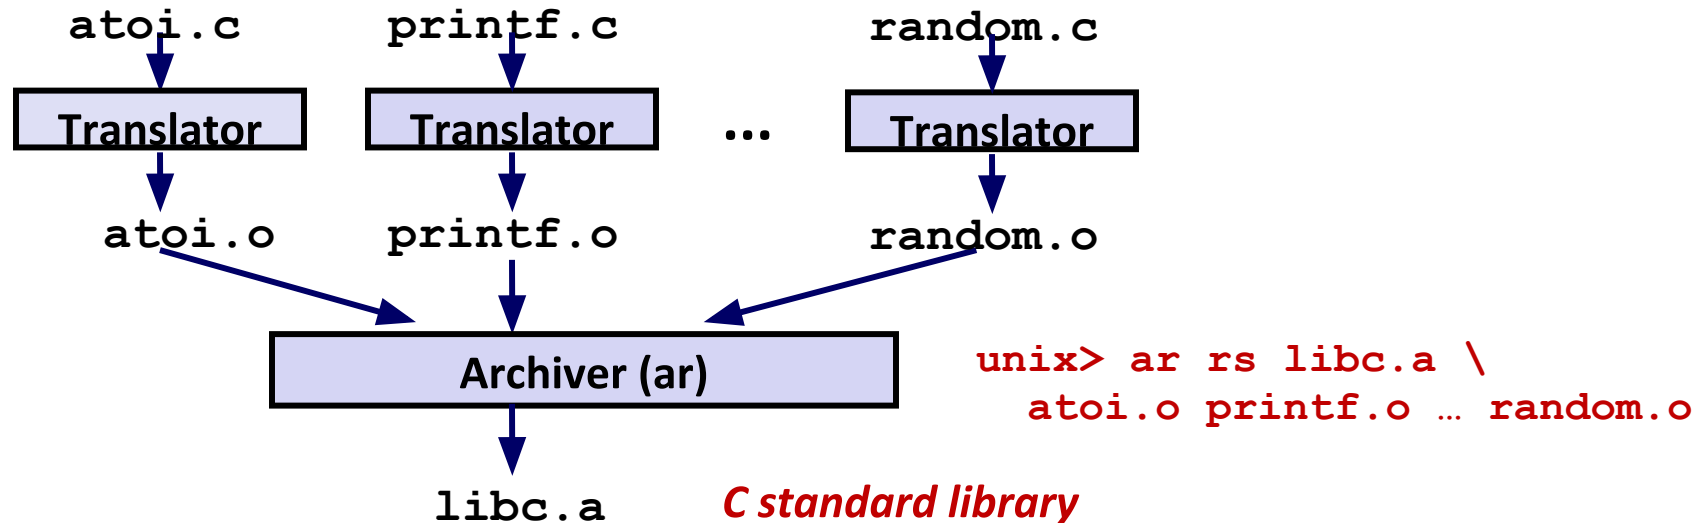 atoi.c printf.c random.c
Translator Translator ... Translator
atoi.o printf.o random.o
Archiver (ar)
unix> ar rs libc.a \
atoi.o printf.o … random.o
libc.a C standard library